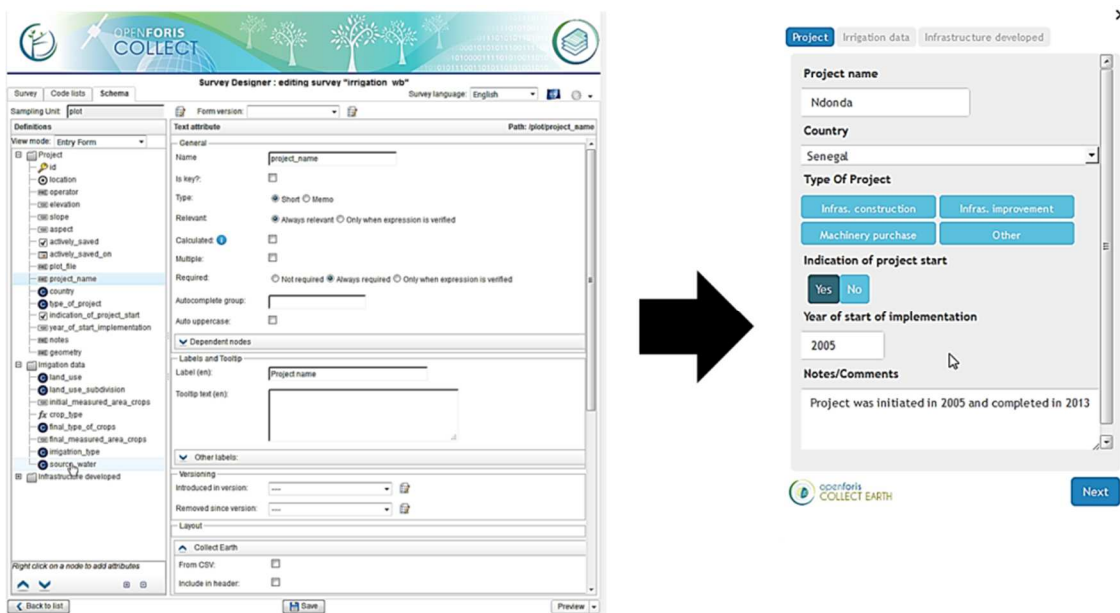 OPENFORIS
COLLECT
Survey Designer : editing survey "irrigation_wb"
Survey Code lists Schema
Survey language: English
Sampling Unit: plot
Form version:
Definitions
View mode: Entry Form
Project
id
location
operator
elevation
slope
aspect
actively_saved
actively_saved_on
plot_file
project_name
country
type_of_project
indication_of_project_start
year_of_start_implementation
notes
geometry
Irrigation data
land_use
land_use_subdivision
initial_measured_area_crops
fx crop_type
final_type_of_crops
final_measured_area_crops
irrigatrion_type
source_water
Infrastructure developed
Right click on a node to add attributes
Back to list
Text attribute Path: /plot/project_name
General
Name project_name
Is key?:
Type: Short Memo
Relevant: Always relevant Only when expression is verified
Calculated:
Multiple:
Required: Not required Always required Only when expression is verified
Autocomplete group:
Auto uppercase:
Dependent nodes
Labels and Tooltip
Label (en): Project name
Tooltip text (en):
Other labels:
Versioning
Introduced in version: ----
Removed since version: ----
Layout
Collect Earth
From CSV:
Include in header:
Save
Preview
Project Irrigation data Infrastructure developed
Project name
Ndonda
Country
Senegal
Type Of Project
Infras. construction Infras. improvement
Machinery purchase Other
Indication of project start
Yes No
Year of start of implementation
2005
Notes/Comments
Project was initiated in 2005 and completed in 2013
openforis
COLLECT EARTH
Next